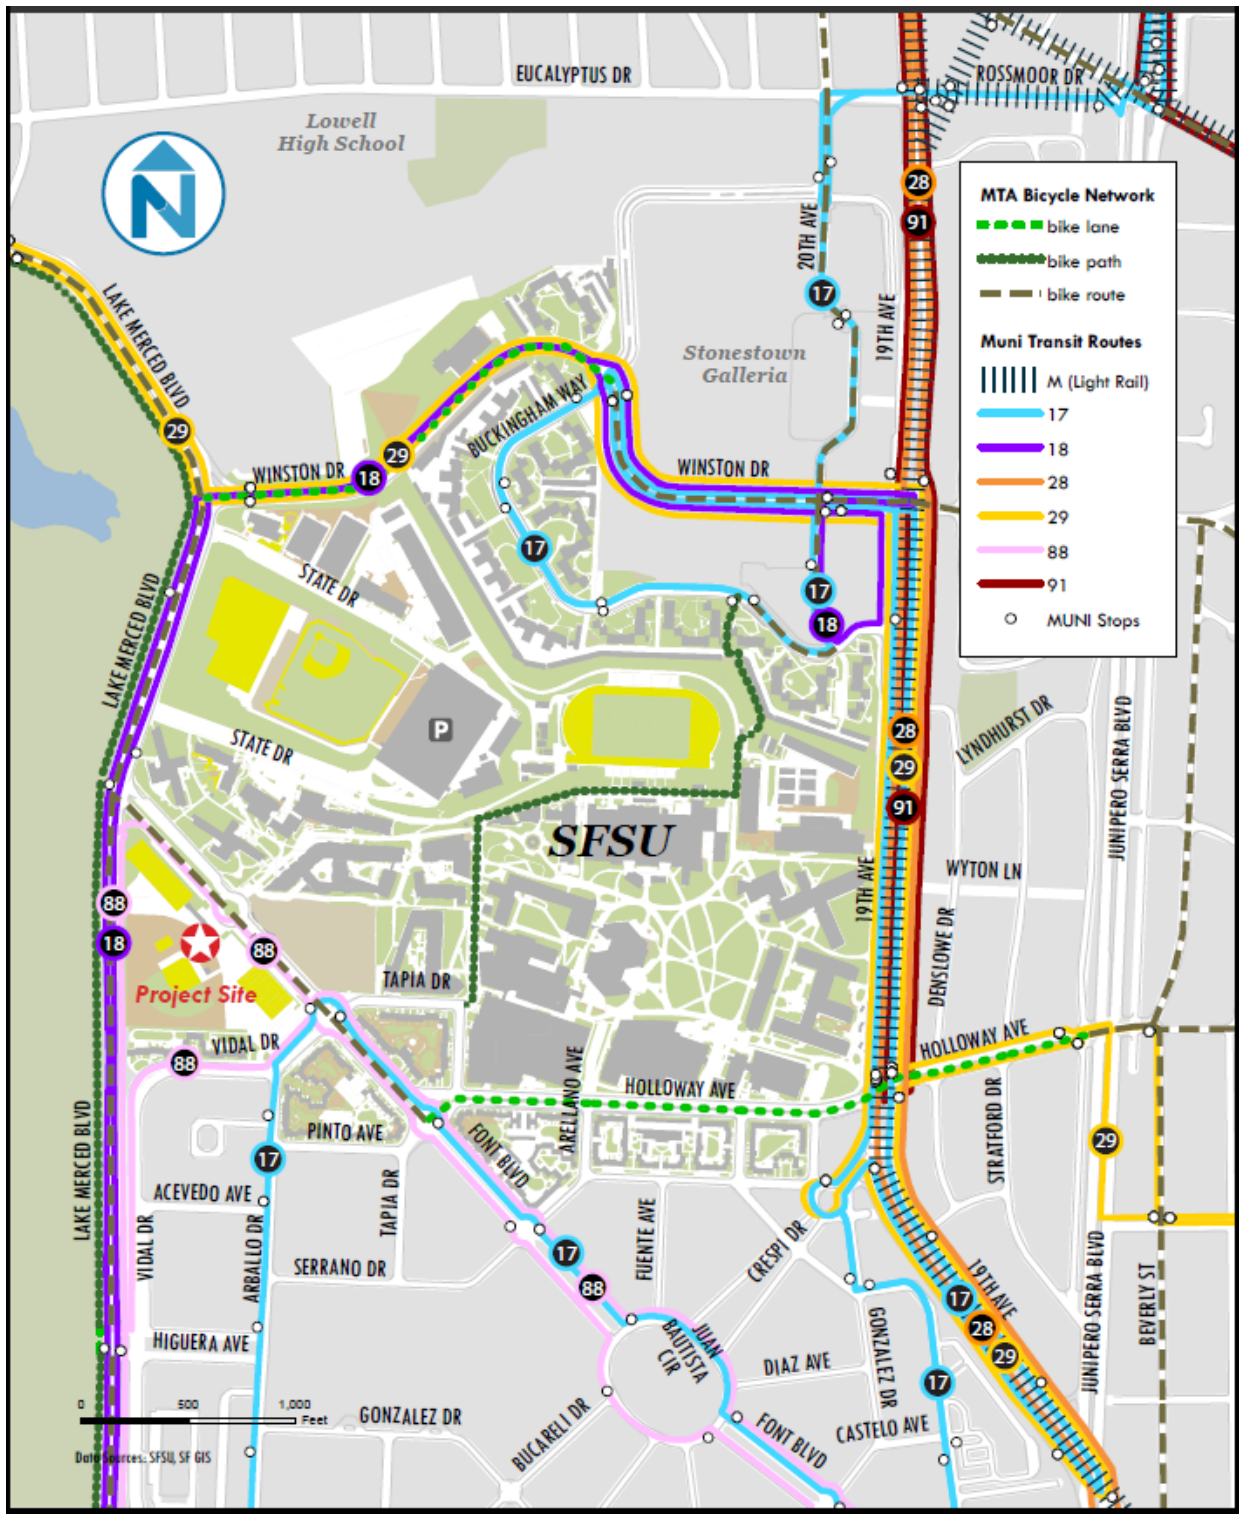 EUCALYPTUS DR
ROSSMOOR DR
Lowell
High School
N
28
91
20TH AVE
17
19TH AVE
MTA Bicycle Network
bike lane
bike path
bike route
Muni Transit Routes
M (Light Rail)
17
18
28
29
88
91
MUNI Stops
LAKE MERCED BLVD
29
Stonestown
Galleria
BUCKINGHAM WAY
29
18
WINSTON DR
WINSTON DR
17
17
18
STATE DR
LAKE MERCED BLVD
P
STATE DR
28
29
91
LYNDHURST DR
JUNIPERO SERRA BLVD
SFSU
19TH AVE
WYTON LN
DENSLOWE DR
88
18
88
Project Site
TAPIA DR
VIDAL DR
88
HOLLOWAY AVE
HOLLOWAY AVE
ARELLANO AVE
LAKE MERCED BLVD
PINTO AVE
FONT BLVD
STRATFORD DR
29
17
ACEVEDO AVE
TAPIA DR
VIDAL DR
ARBALLO DR
SERRANO DR
17
88
FUENTE AVE
CRESPI DR
19TH AVE
17
28
29
JUNIPERO SERRA BLVD
BEVERLY ST
HIGUERA AVE
JUAN
BAUTISTA
CIR
DIAZ AVE
GONZALEZ DR
17
0 500 1,000
Feet
GONZALEZ DR
BUCARELI DR
FONT BLVD
CASTELO AVE
Data Sources: SFSU, SF GIS